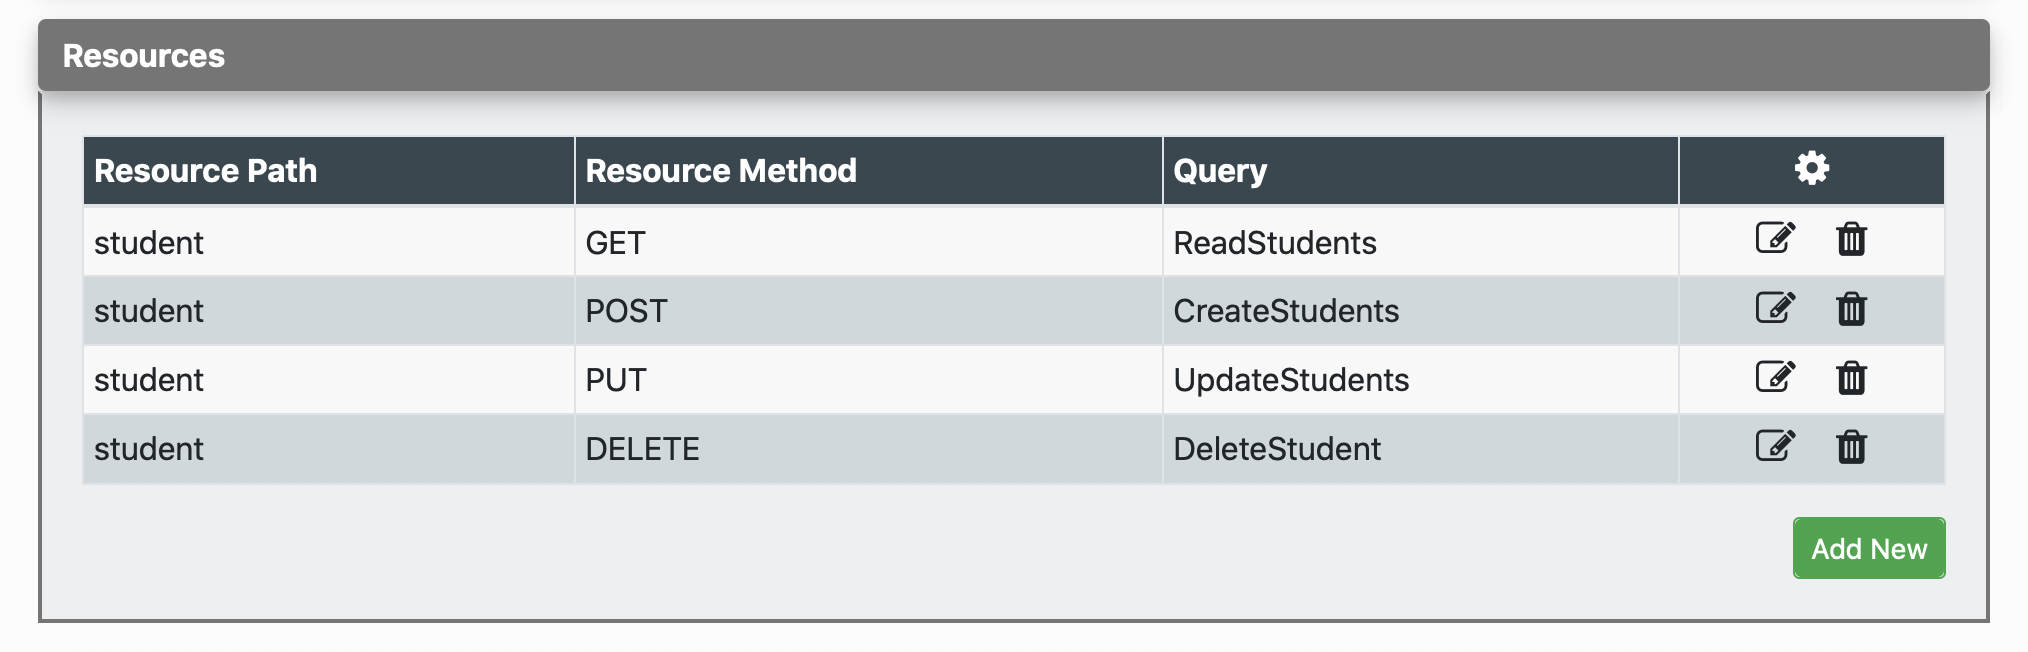 Resources
Resource Path Resource Method Query
student GET ReadStudents
student POST CreateStudents
student PUT UpdateStudents
student DELETE DeleteStudent
Add New